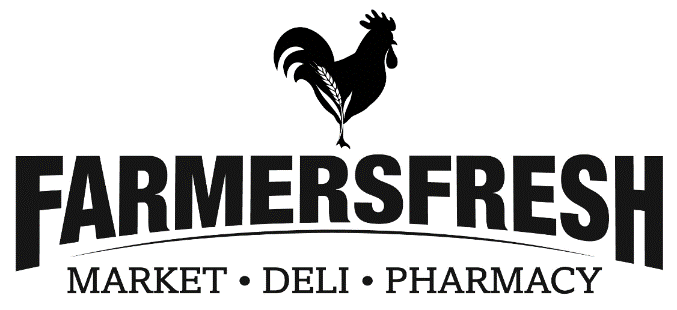 FARMERSFRESH
MARKET • DELI • PHARMACY